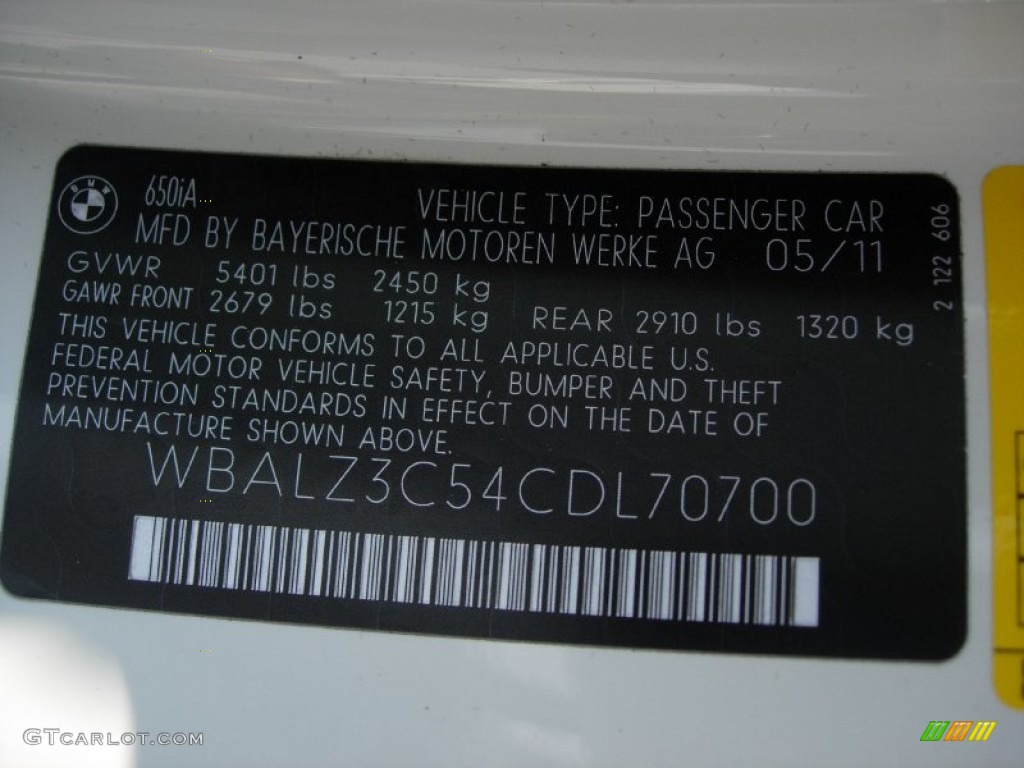 BMW
650iA
VEHICLE TYPE: PASSENGER CAR
MFD BY BAYERISCHE MOTOREN WERKE AG 05/11
GVWR 5401 lbs 2450 kg
GAWR FRONT 2679 lbs 1215 kg REAR 2910 lbs 1320 kg
THIS VEHICLE CONFORMS TO ALL APPLICABLE U.S.
FEDERAL MOTOR VEHICLE SAFETY, BUMPER AND THEFT
PREVENTION STANDARDS IN EFFECT ON THE DATE OF
MANUFACTURE SHOWN ABOVE.
WBALZ3C54CDL70700
2 122 606
GTCARLOT.COM